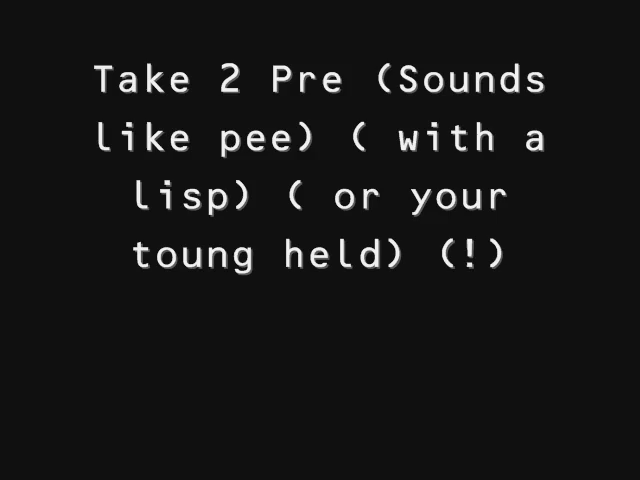 Take 2 Pre (Sounds
like pee) ( with a
lisp) ( or your
toung held) (!)